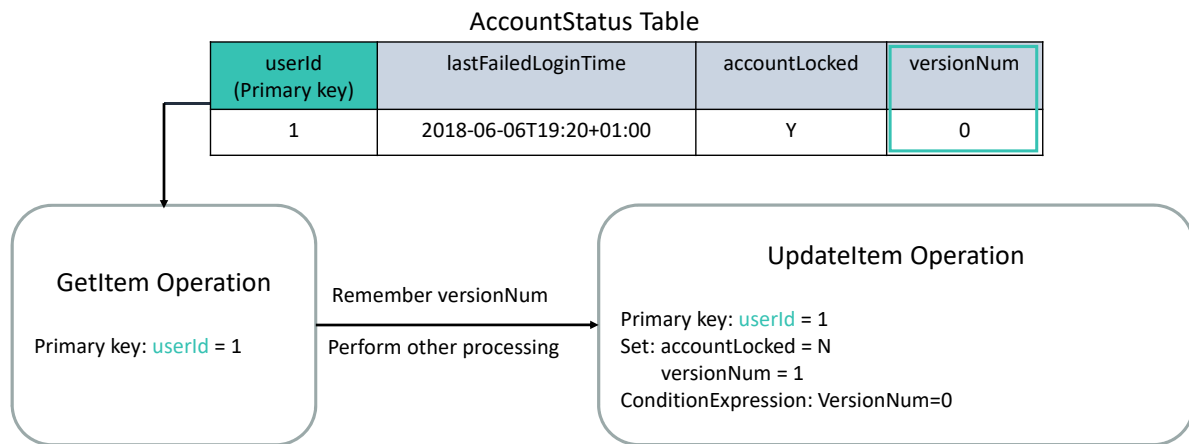 AccountStatus Table
userId
(Primary key)
lastFailedLoginTime
accountLocked
versionNum
1
2018-06-06T19:20+01:00
Y
0
GetItem Operation
Primary key: userId = 1
Remember versionNum
Perform other processing
UpdateItem Operation
Primary key: userId = 1
Set: accountLocked = N
versionNum = 1
ConditionExpression: VersionNum=0